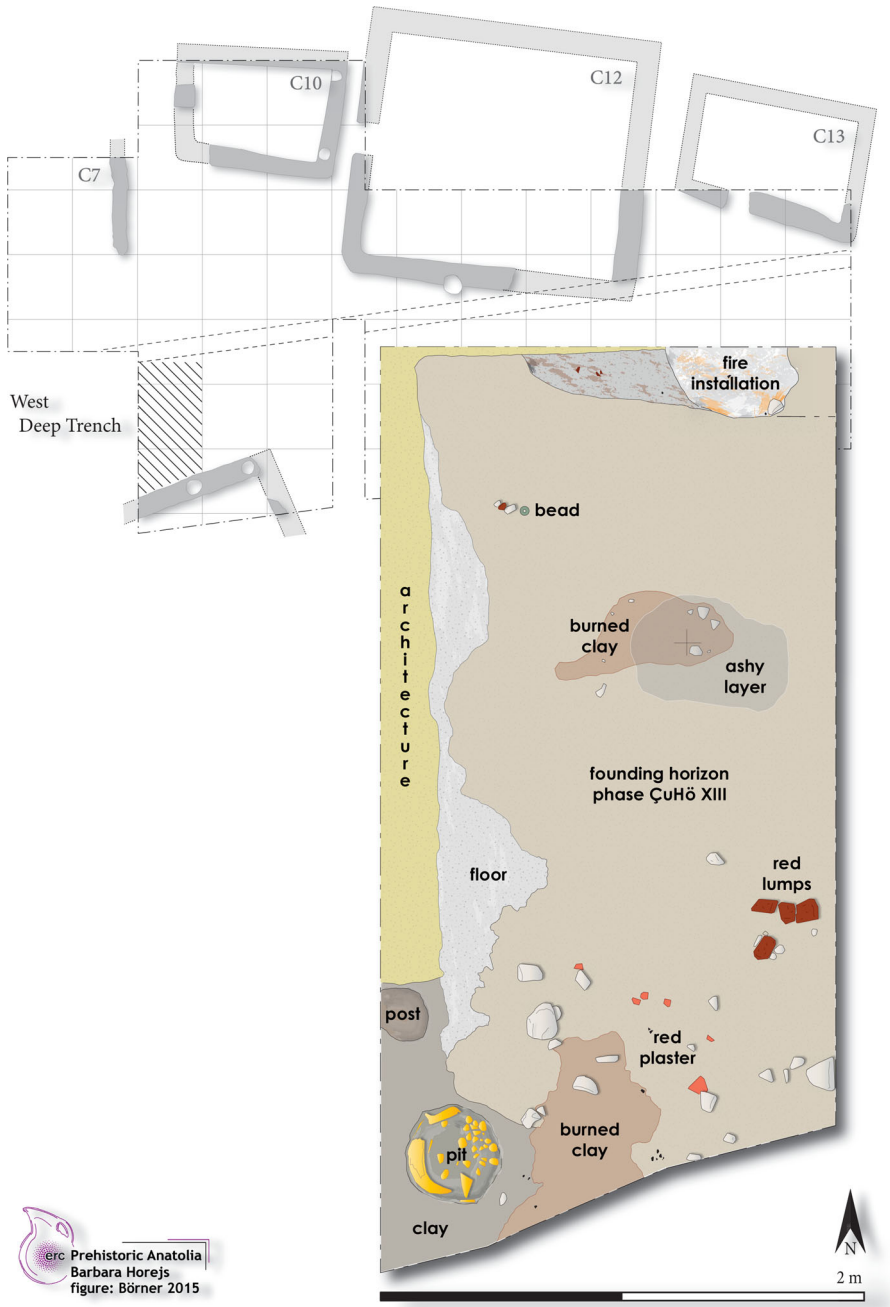 C10
C12
C13
C7
West
Deep Trench
fire
installation
bead
architecture
burned
clay
ashy
layer
founding horizon
phase ÇuHö XIII
floor
red
lumps
post
red
plaster
pit
burned
clay
clay
N
2 m
erc Prehistoric Anatolia
Barbara Horejs
figure: Börner 2015